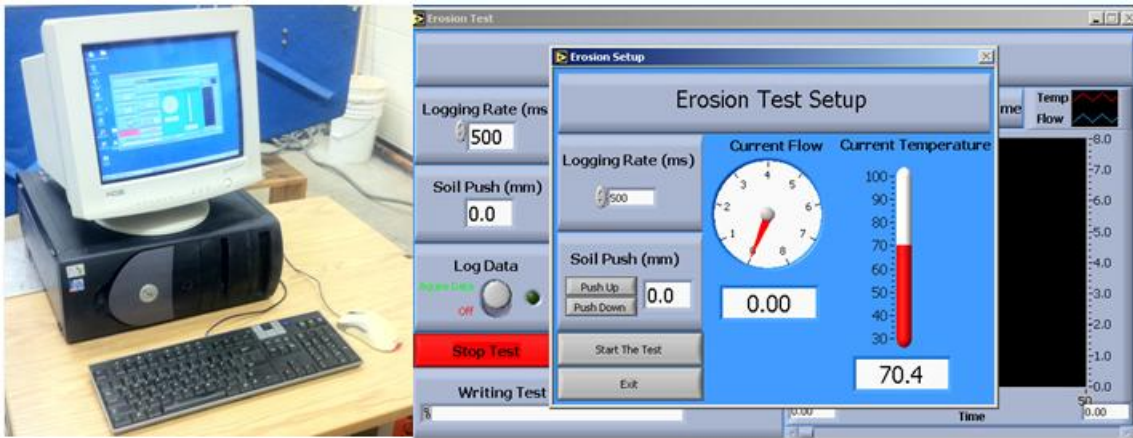 Erosion Test
Erosion Setup
Erosion Test Setup
Logging Rate (ms
500
Soil Push (mm)
0.0
Log Data
Off
Stop Test
Writing Test
Logging Rate (ms)
500
Soil Push (mm)
Push Up
Push Down
0.0
Start The Test
Exit
Current Flow
0
1
2
3
4
5
6
7
8
0.00
Current Temperature
100
90
80
70
60
50
40
30
70.4
me
Temp
Flow
8.0
5.0
4.0
3.0
2.0
1.0
0.0
50
0.00
Time
0.00